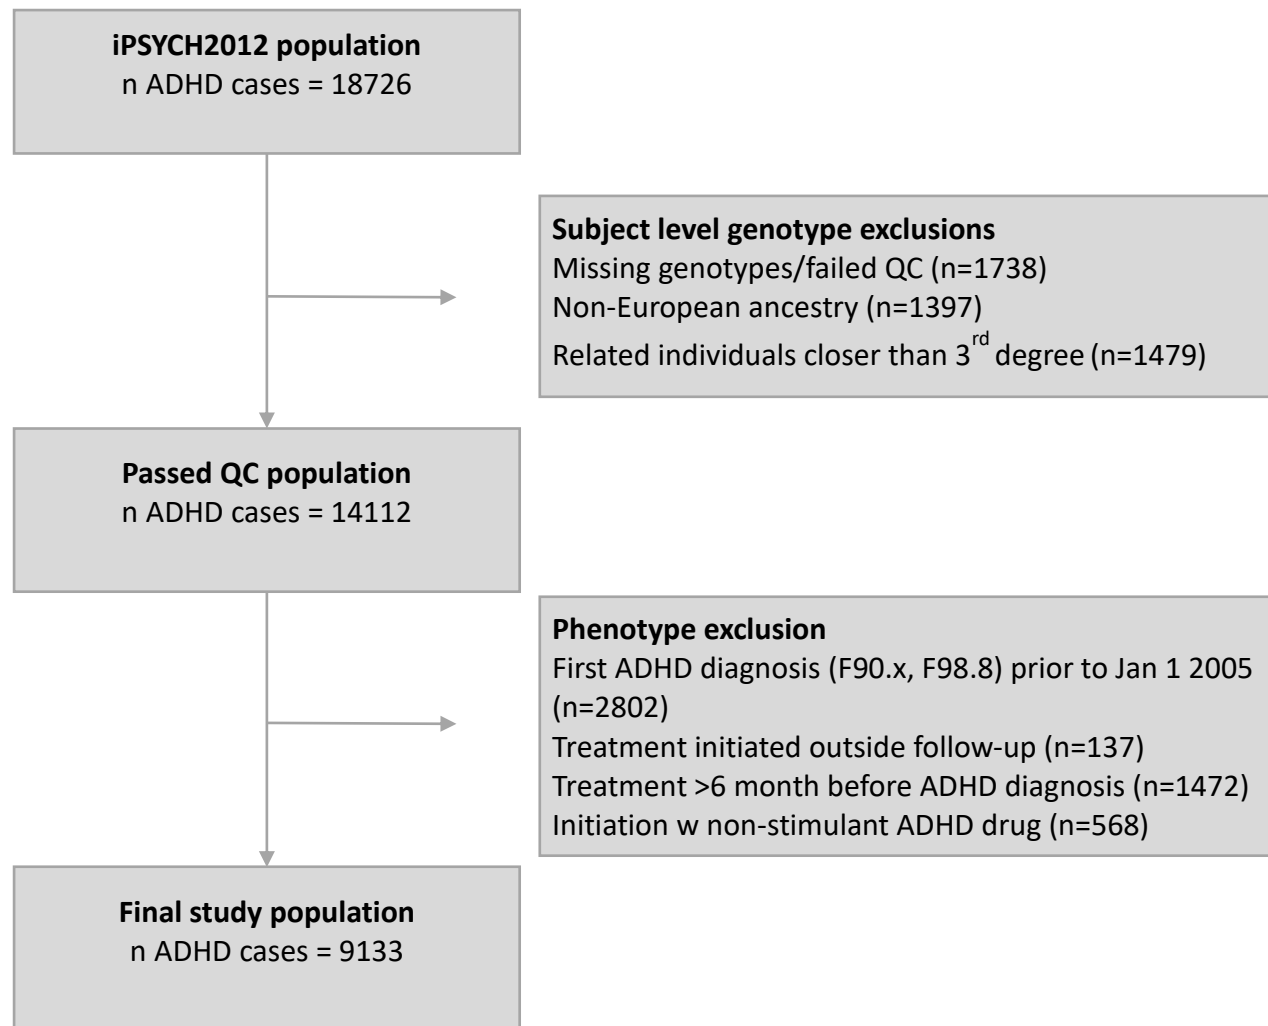 iPSYCH2012 population
n ADHD cases = 18726
Subject level genotype exclusions
Missing genotypes/failed QC (n=1738)
Non-European ancestry (n=1397)
Related individuals closer than 3rd degree (n=1479)
Passed QC population
n ADHD cases = 14112
Phenotype exclusion
First ADHD diagnosis (F90.x, F98.8) prior to Jan 1 2005
(n=2802)
Treatment initiated outside follow-up (n=137)
Treatment >6 month before ADHD diagnosis (n=1472)
Initiation w non-stimulant ADHD drug (n=568)
Final study population
n ADHD cases = 9133